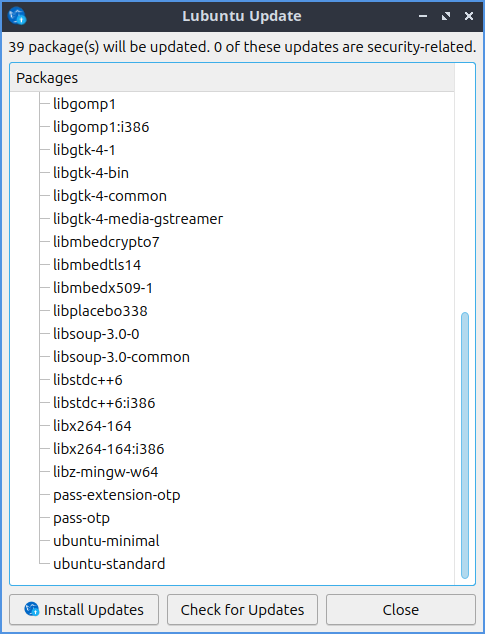 Lubuntu Update
39 package(s) will be updated. 0 of these updates are security-related.
Packages
libgomp1
libgomp1:i386
libgtk-4-1
libgtk-4-bin
libgtk-4-common
libgtk-4-media-gstreamer
libmbedcrypto7
libmbedtls14
libmbedx509-1
libplacebo338
libsoup-3.0-0
libsoup-3.0-common
libstdc++6
libstdc++6:i386
libx264-164
libx264-164:i386
libz-mingw-w64
pass-extension-otp
pass-otp
ubuntu-minimal
ubuntu-standard
Install Updates Check for Updates Close